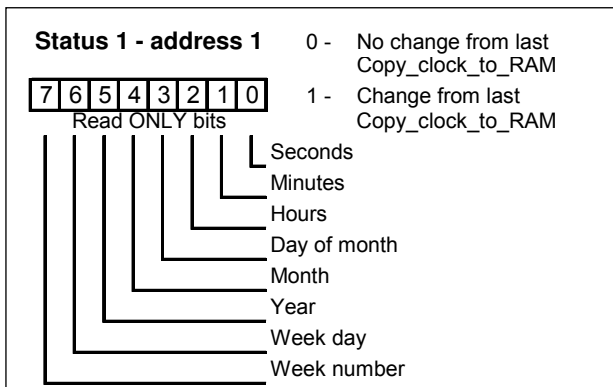 Status 1 - address 1 0 - No change from last
Copy_clock_to_RAM
7 6 5 4 3 2 1 0 1 - Change from last
Read ONLY bits Copy_clock_to_RAM
Seconds
Minutes
Hours
Day of month
Month
Year
Week day
Week number